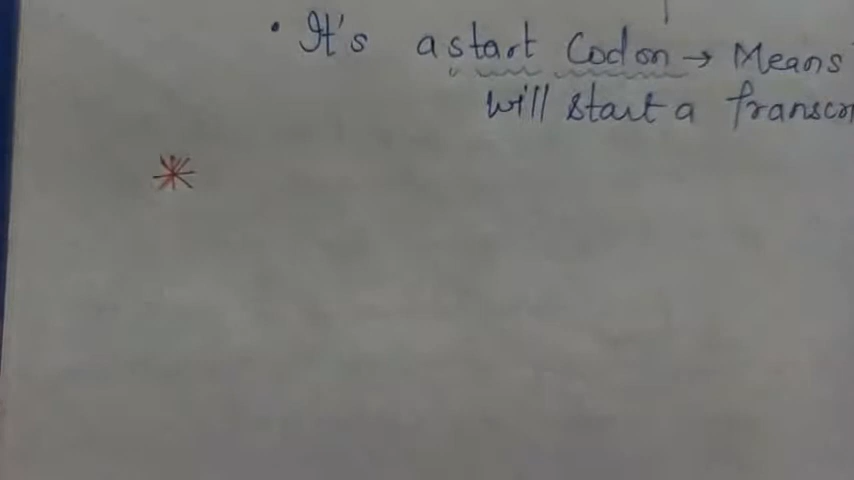 • It's a start Codon → Means
will start a
*